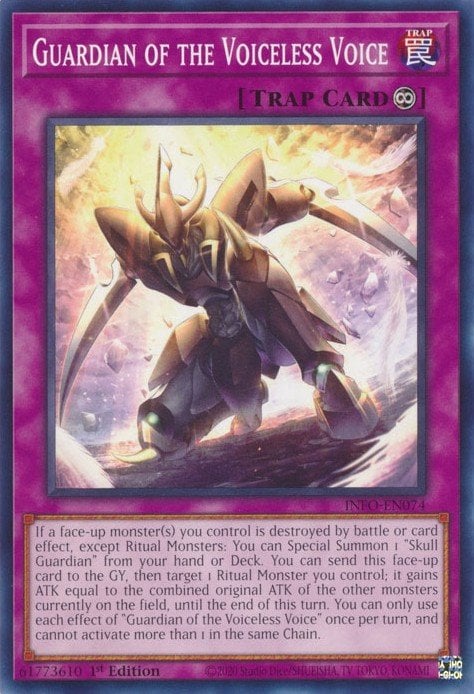 GUARDIAN OF THE VOICELESS VOICE
TRAP
罠
[TRAP CARD]
INFO-EN074
If a face-up monster(s) you control is destroyed by battle or card
effect, except Ritual Monsters: You can Special Summon 1 "Skull
Guardian" from your hand or Deck. You can send this face-up
card to the GY, then target 1 Ritual Monster you control; it gains
ATK equal to the combined original ATK of the other monsters
currently on the field, until the end of this turn. You can only use
each effect of "Guardian of the Voiceless Voice" once per turn, and
cannot activate more than 1 in the same Chain.
61773610 1st Edition ©2020 Studio Dice/SHUEISHA, TV TOKYO, KONAMI